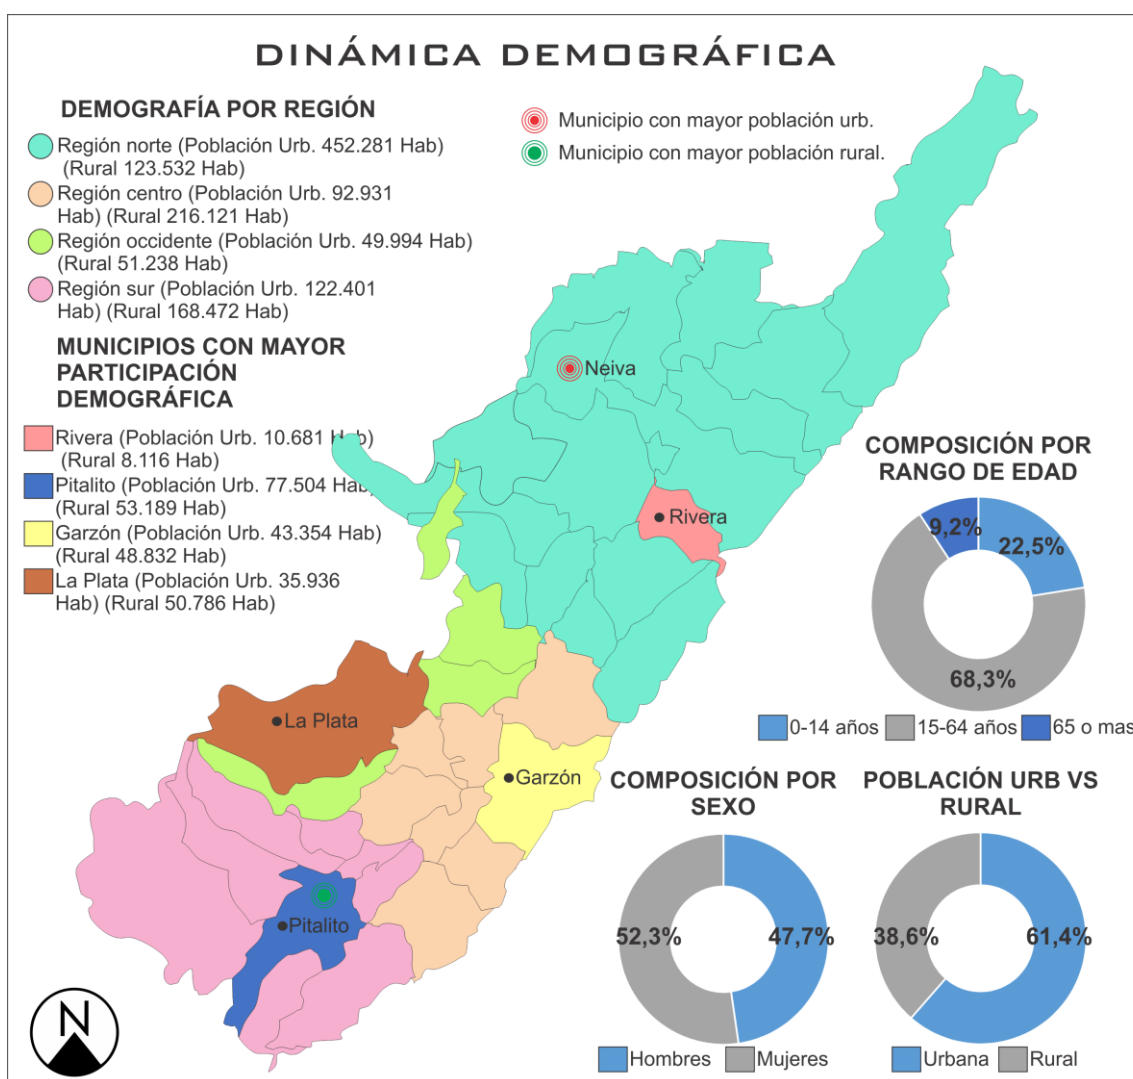 DINÁMICA DEMOGRÁFICA
DEMOGRAFÍA POR REGIÓN
Región norte (Población Urb. 452.281 Hab)
(Rural 123.532 Hab)
Región centro (Población Urb. 92.931
Hab) (Rural 216.121 Hab)
Región occidente (Población Urb. 49.994 Hab)
(Rural 51.238 Hab)
Región sur (Población Urb. 122.401
Hab) (Rural 168.472 Hab)
Municipio con mayor población urb.
Municipio con mayor población rural.
MUNICIPIOS CON MAYOR
PARTICIPACIÓN
DEMOGRÁFICA
Rivera (Población Urb. 10.681 Hab)
(Rural 8.116 Hab)
Pitalito (Población Urb. 77.504 Hab)
(Rural 53.189 Hab)
Garzón (Población Urb. 43.354 Hab)
(Rural 48.832 Hab)
La Plata (Población Urb. 35.936
Hab) (Rural 50.786 Hab)
Neiva
Rivera
La Plata
Garzón
Pitalito
COMPOSICIÓN POR
RANGO DE EDAD
9,2%
22,5%
68,3%
0-14 años
15-64 años
65 o mas
COMPOSICIÓN POR
SEXO
52,3%
47,7%
Hombres
Mujeres
POBLACIÓN URB VS
RURAL
38,6%
61,4%
Urbana
Rural
N